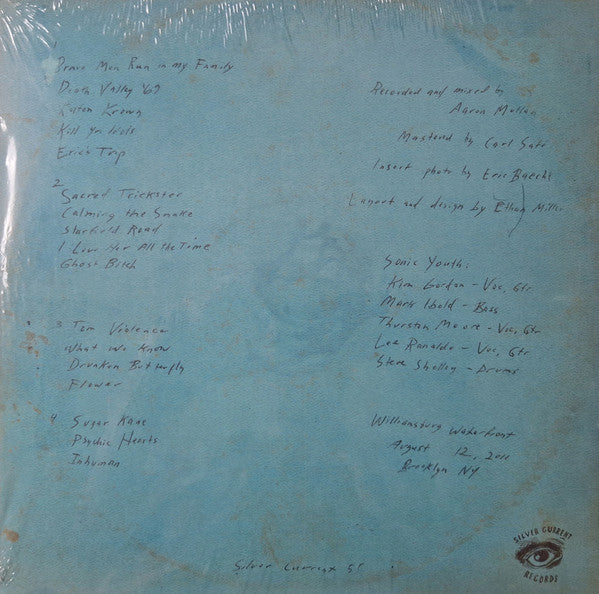 1
Brave Men Run in my Family
Death Valley '69
Kotton Krown
Kill Yr Idols
Eric's Trip
2
Sacred Trickster
Calming the Snake
Starfield Road
I Love Her All the Time
Ghost Bitch
3 Tom Violence
What we Know
Drunken Butterfly
Flower
4 Sugar Kane
Psychic Hearts
Inhuman
Recorded and mixed by
Aaron Mullan
Mastered by Carl Saff
Insert photo by Eric Baecht
Layout and design by Ethan Miller
Sonic Youth:
Kim Gordon - Voc, Gtr
Mark Ibold - Bass
Thurston Moore - Voc, Gtr
Lee Ranaldo - Voc, Gtr
Steve Shelley - Drums
Williamsburg Waterfront
August 12, 2011
Brooklyn NY
Silver Current
SILVER CURRENT
RECORDS